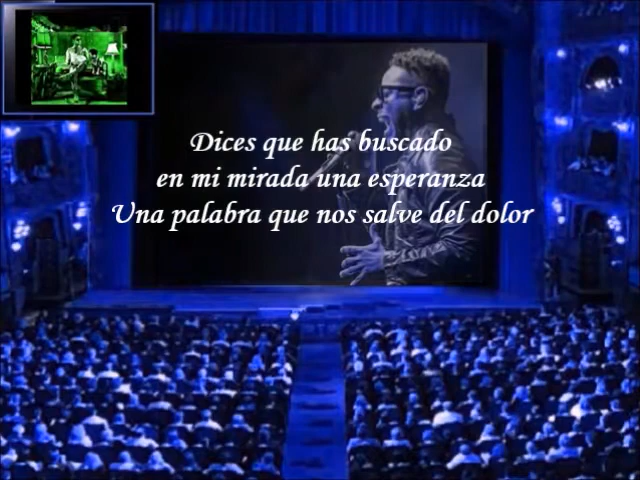 Dices que has buscado
en mi mirada una esperanza
Una palabra que nos salve del dolor